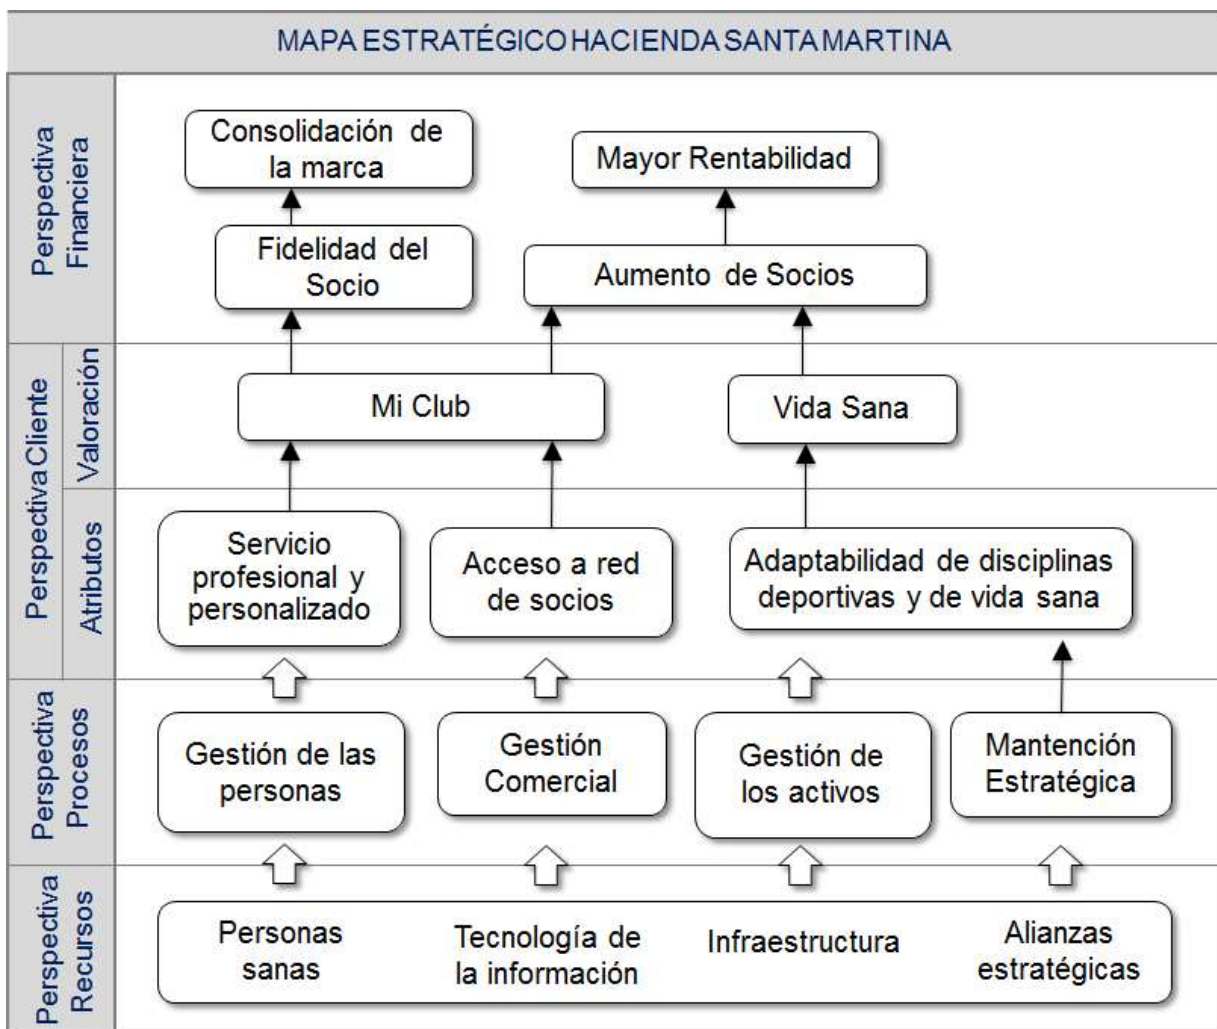 MAPA ESTRATÉGICO HACIENDA SANTA MARTINA
Perspectiva
Financiera
Consolidación de
la marca
Mayor Rentabilidad
Fidelidad del
Socio
Aumento de Socios
Perspectiva Cliente
Valoración
Mi Club
Vida Sana
Atributos
Servicio
profesional y
personalizado
Acceso a red
de socios
Adaptabilidad de disciplinas
deportivas y de vida sana
Perspectiva
Procesos
Gestión de las
personas
Gestión
Comercial
Gestión de
los activos
Mantención
Estratégica
Perspectiva
Recursos
Personas
sanas
Tecnología de
la información
Infraestructura
Alianzas
estratégicas